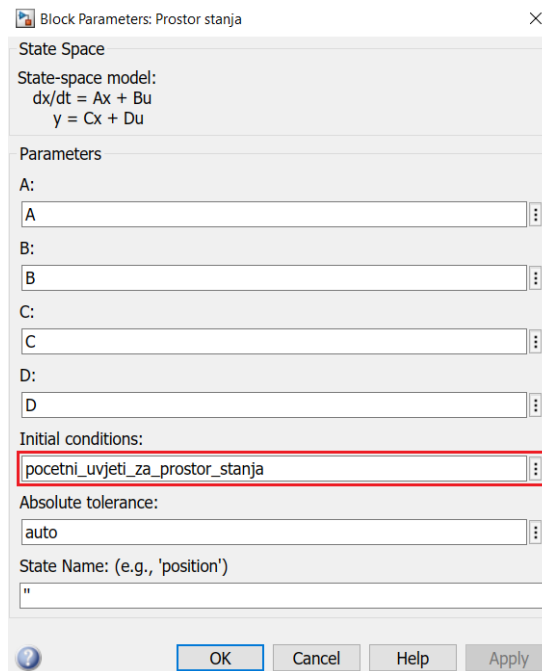 Block Parameters: Prostor stanja
State Space
State-space model:
dx/dt = Ax + Bu
y = Cx + Du
Parameters
A:
A
B:
B
C:
C
D:
D
Initial conditions:
pocetni_uvjeti_za_prostor_stanja
Absolute tolerance:
auto
State Name: (e.g., 'position')
''
OK Cancel Help Apply